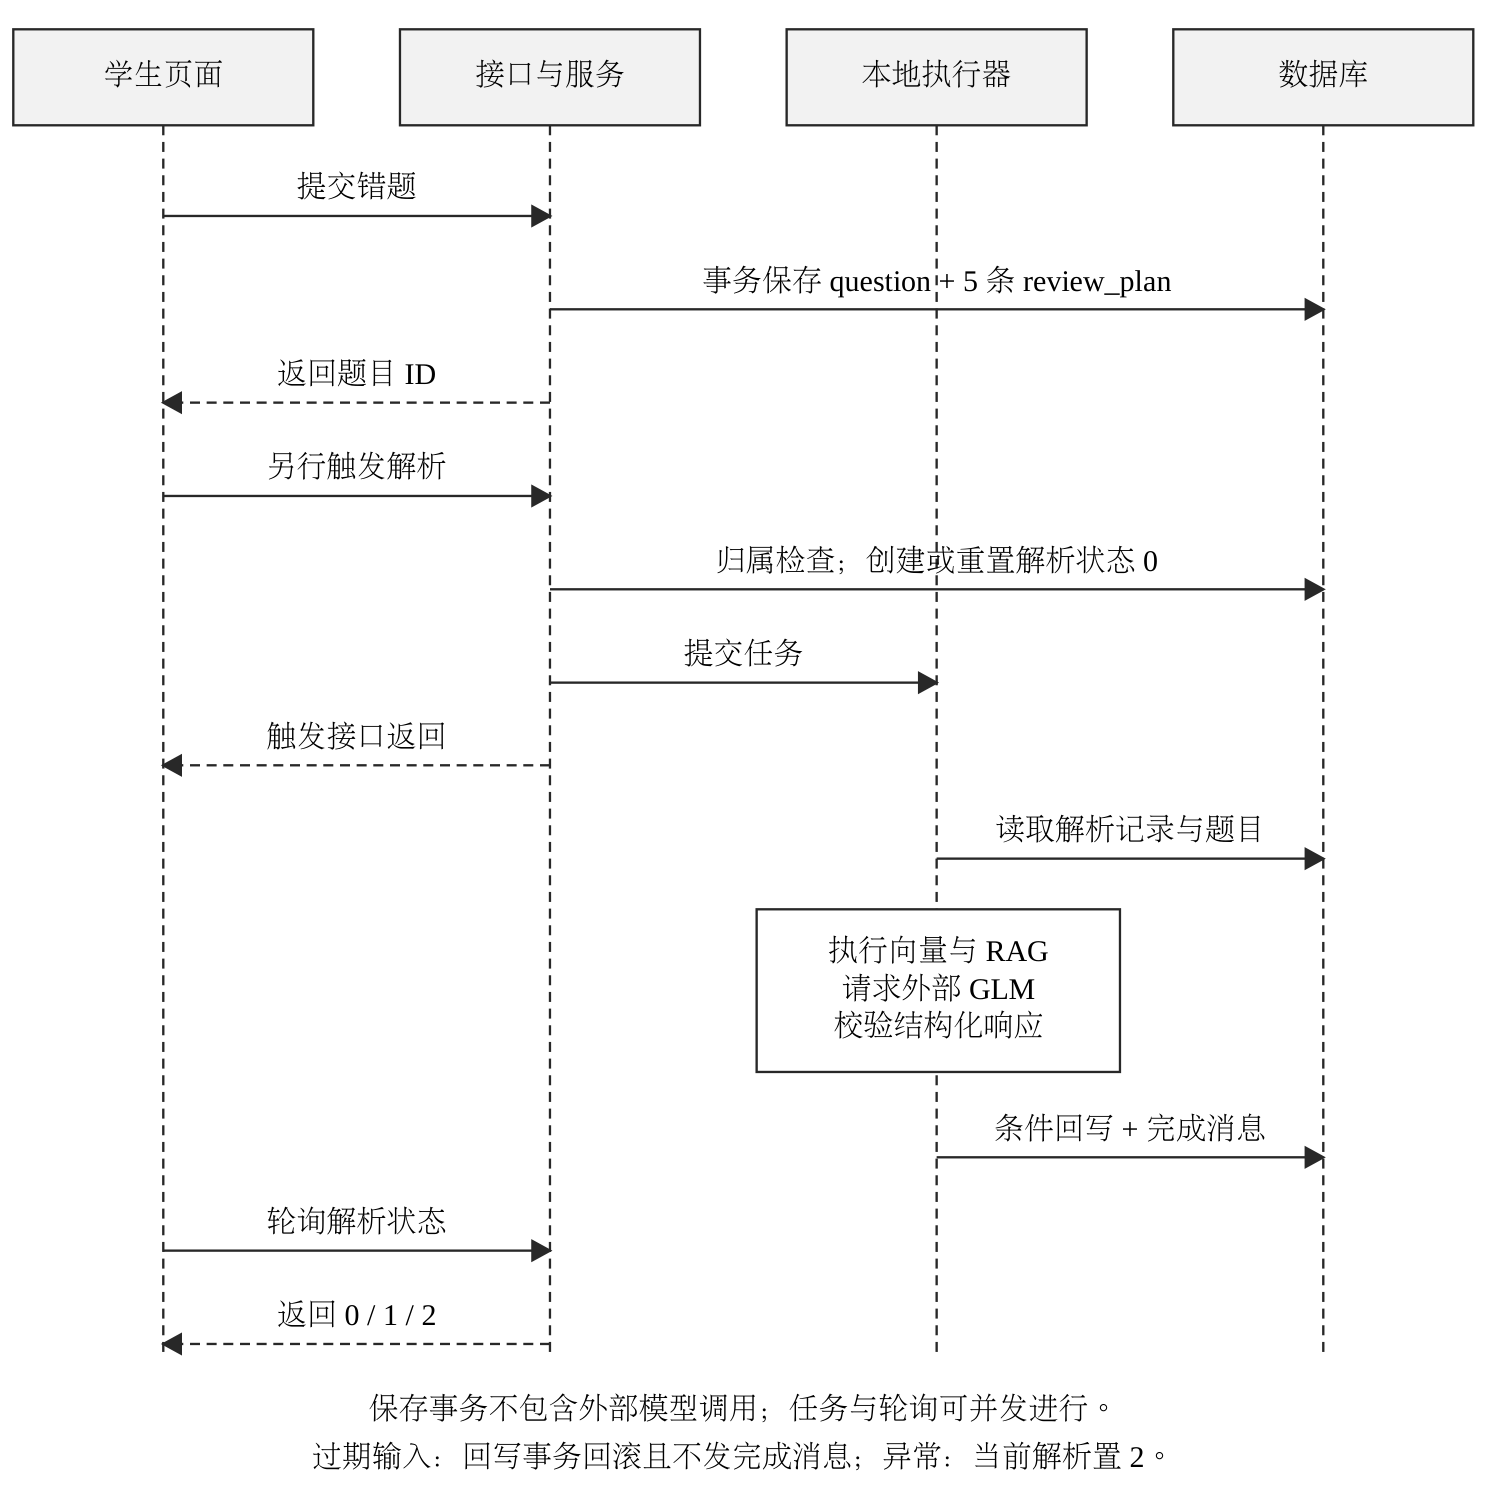 学生页面
接口与服务
本地执行器
数据库
提交错题
事务保存 question + 5 条 review_plan
返回题目 ID
另行触发解析
归属检查；创建或重置解析状态 0
提交任务
触发接口返回
读取解析记录与题目
执行向量与 RAG
请求外部 GLM
校验结构化响应
条件回写 + 完成消息
轮询解析状态
返回 0 / 1 / 2
保存事务不包含外部模型调用；任务与轮询可并发进行。
过期输入：回写事务回滚且不发完成消息；异常：当前解析置 2。